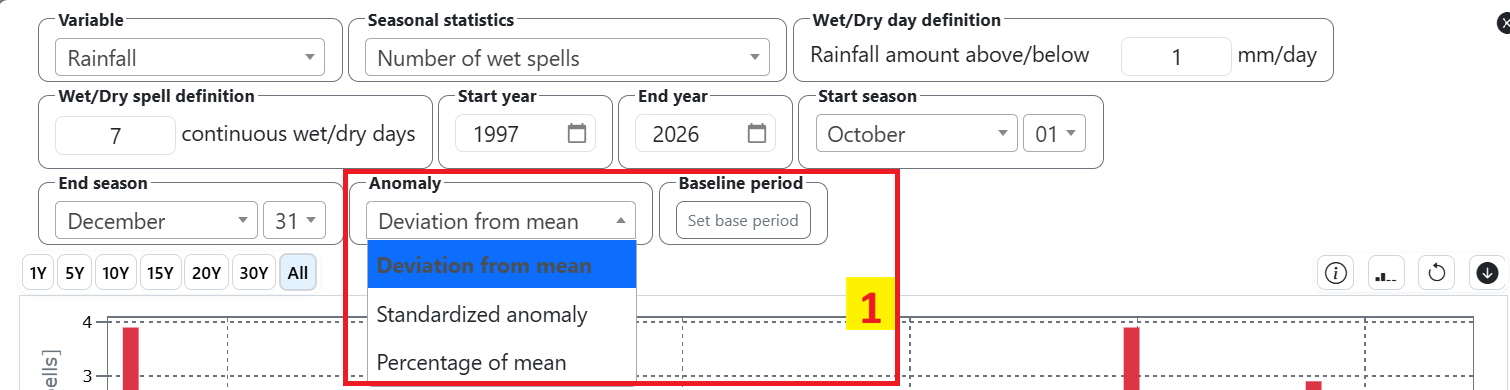 Variable
Seasonal statistics
Wet/Dry day definition
Rainfall
Number of wet spells
Rainfall amount above/below 1 mm/day
Wet/Dry spell definition
Start year
End year
Start season
7 continuous wet/dry days
1997
2026
October
01
End season
Anomaly
Baseline period
December
31
Deviation from mean
Set base period
Deviation from mean
Standardized anomaly
Percentage of mean
1
1Y
5Y
10Y
15Y
20Y
30Y
All
4
3